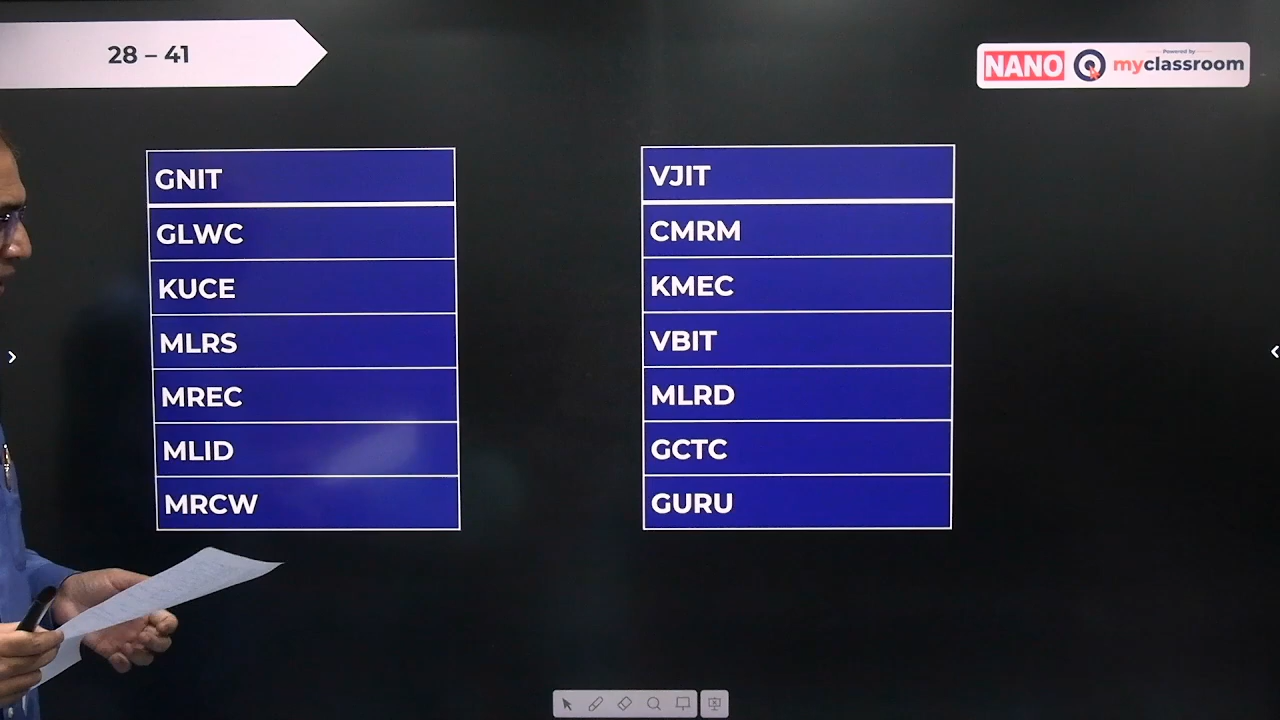 28 – 41
NANO
Powered by
myclassroom
GNIT
GLWC
KUCE
MLRS
MREC
MLID
MRCW
VJIT
CMRM
KMEC
VBIT
MLRD
GCTC
GURU